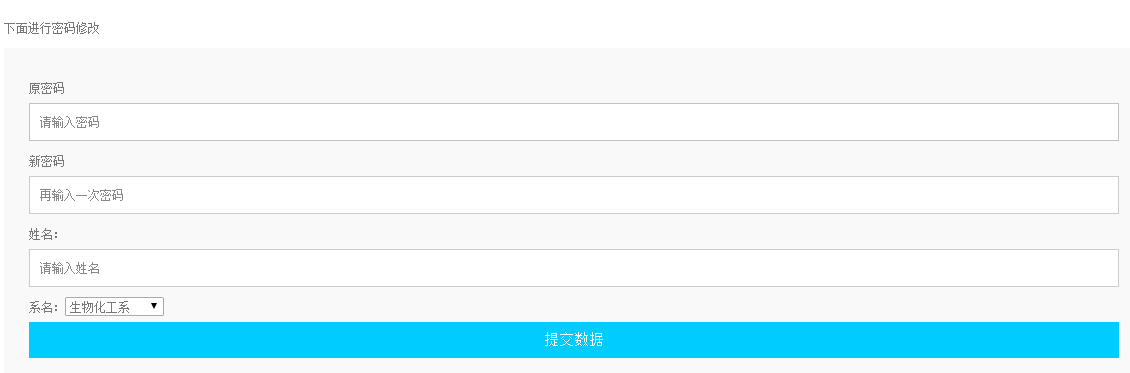 下面进行密码修改
原密码
请输入密码
新密码
再输入一次密码
姓名:
请输入姓名
系名: 生物化工系
提交数据